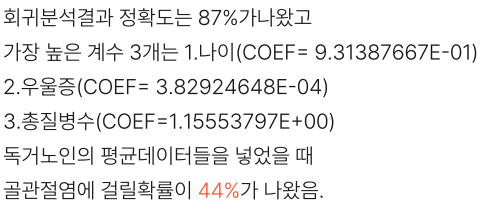 회귀분석결과 정확도는 87%가나왔고
가장 높은 계수 3개는 1.나이(COEF= 9.31387667E-01)
2.우울증(COEF= 3.82924648E-04)
3.총질병수(COEF=1.15553797E+00)
독거노인의 평균데이터들을 넣었을 때
골관절염에 걸릴확률이 44%가 나왔음.